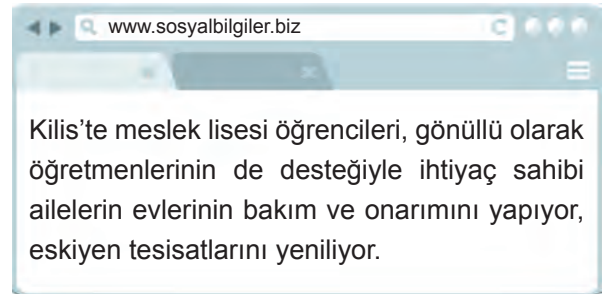 www.sosyalbilgiler.biz
Kilis’te meslek lisesi öğrencileri, gönüllü olarak
öğretmenlerinin de desteğiyle ihtiyaç sahibi
ailelerin evlerinin bakım ve onarımını yapıyor,
eskiyen tesisatlarını yeniliyor.